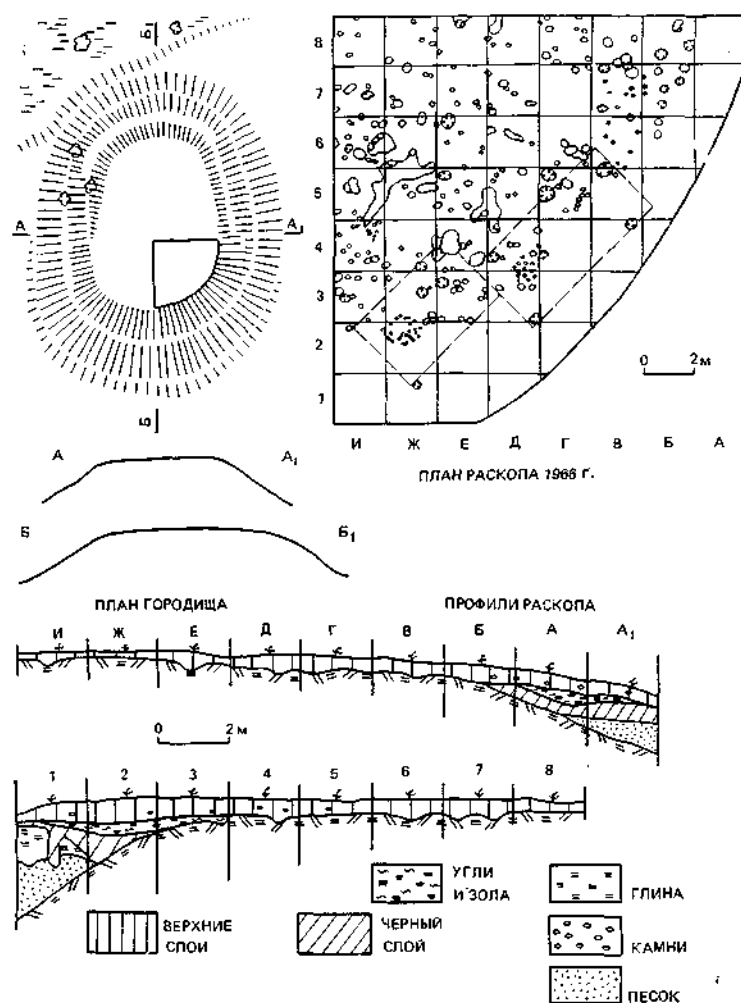 Б
А
А₁
Б
8
7
6
5
4
3
2
1
0 2 м
И Ж Е Д Г В Б А
ПЛАН РАСКОПА 1966 г.
А А₁
Б Б₁
ПЛАН ГОРОДИЩА
ПРОФИЛИ РАСКОПА
И Ж Е Д Г В Б А А₁
0 2 м
1 2 3 4 5 6 7 8
УГЛИ
И ЗОЛА
ГЛИНА
ВЕРХНИЕ
СЛОИ
ЧЕРНЫЙ
СЛОЙ
КАМНИ
ПЕСОК